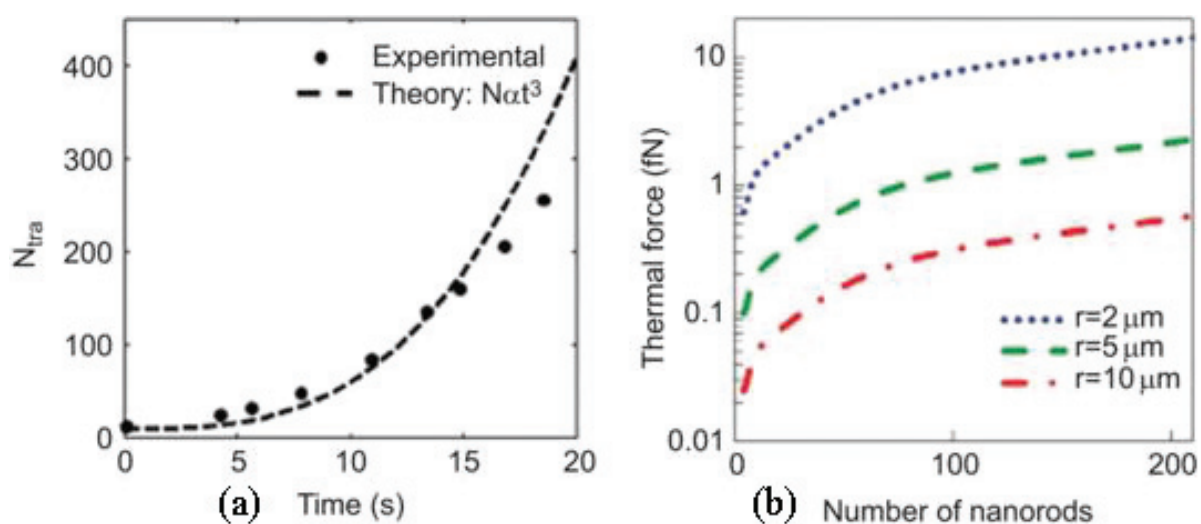 400
300
200
100
0
N_tra
Experimental
Theory: Nαt³
0 5 10 15 20
(a) Time (s)
10
1
0.1
0.01
Thermal force (fN)
r=2 μm
r=5 μm
r=10 μm
0 100 200
(b) Number of nanorods